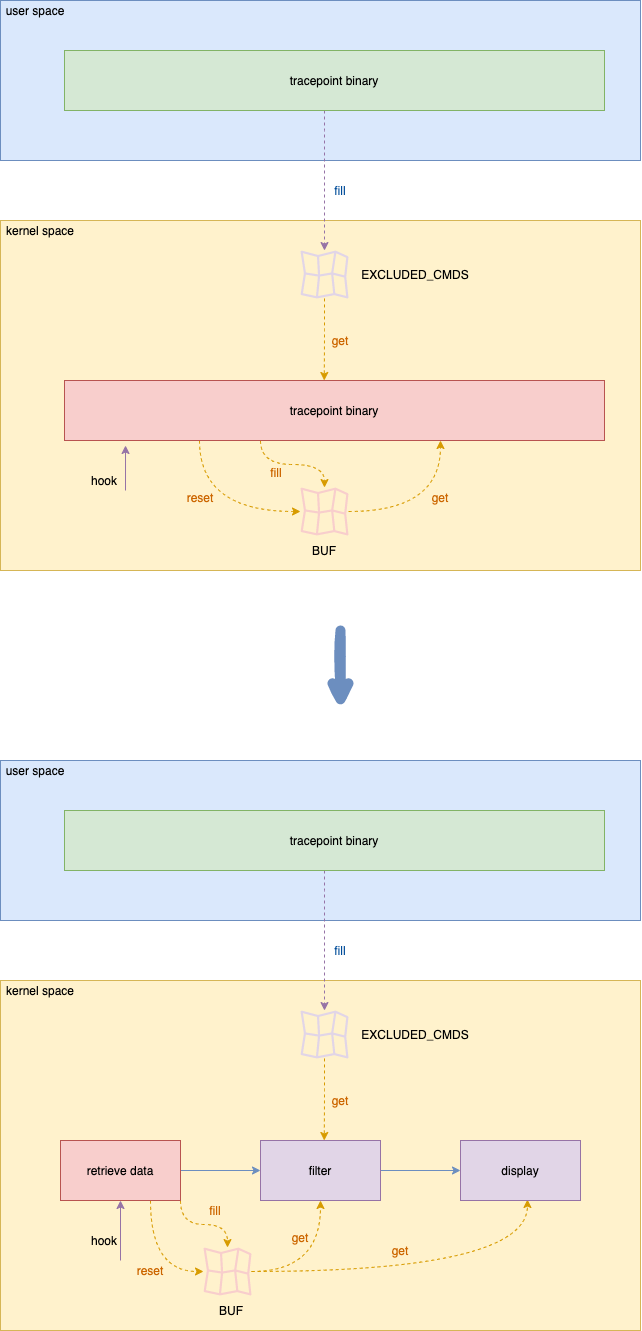 user space
tracepoint binary
fill
kernel space
EXCLUDED_CMDS
get
tracepoint binary
hook
fill
reset
get
BUF
user space
tracepoint binary
fill
kernel space
EXCLUDED_CMDS
get
retrieve data
filter
display
fill
hook
get
get
reset
BUF